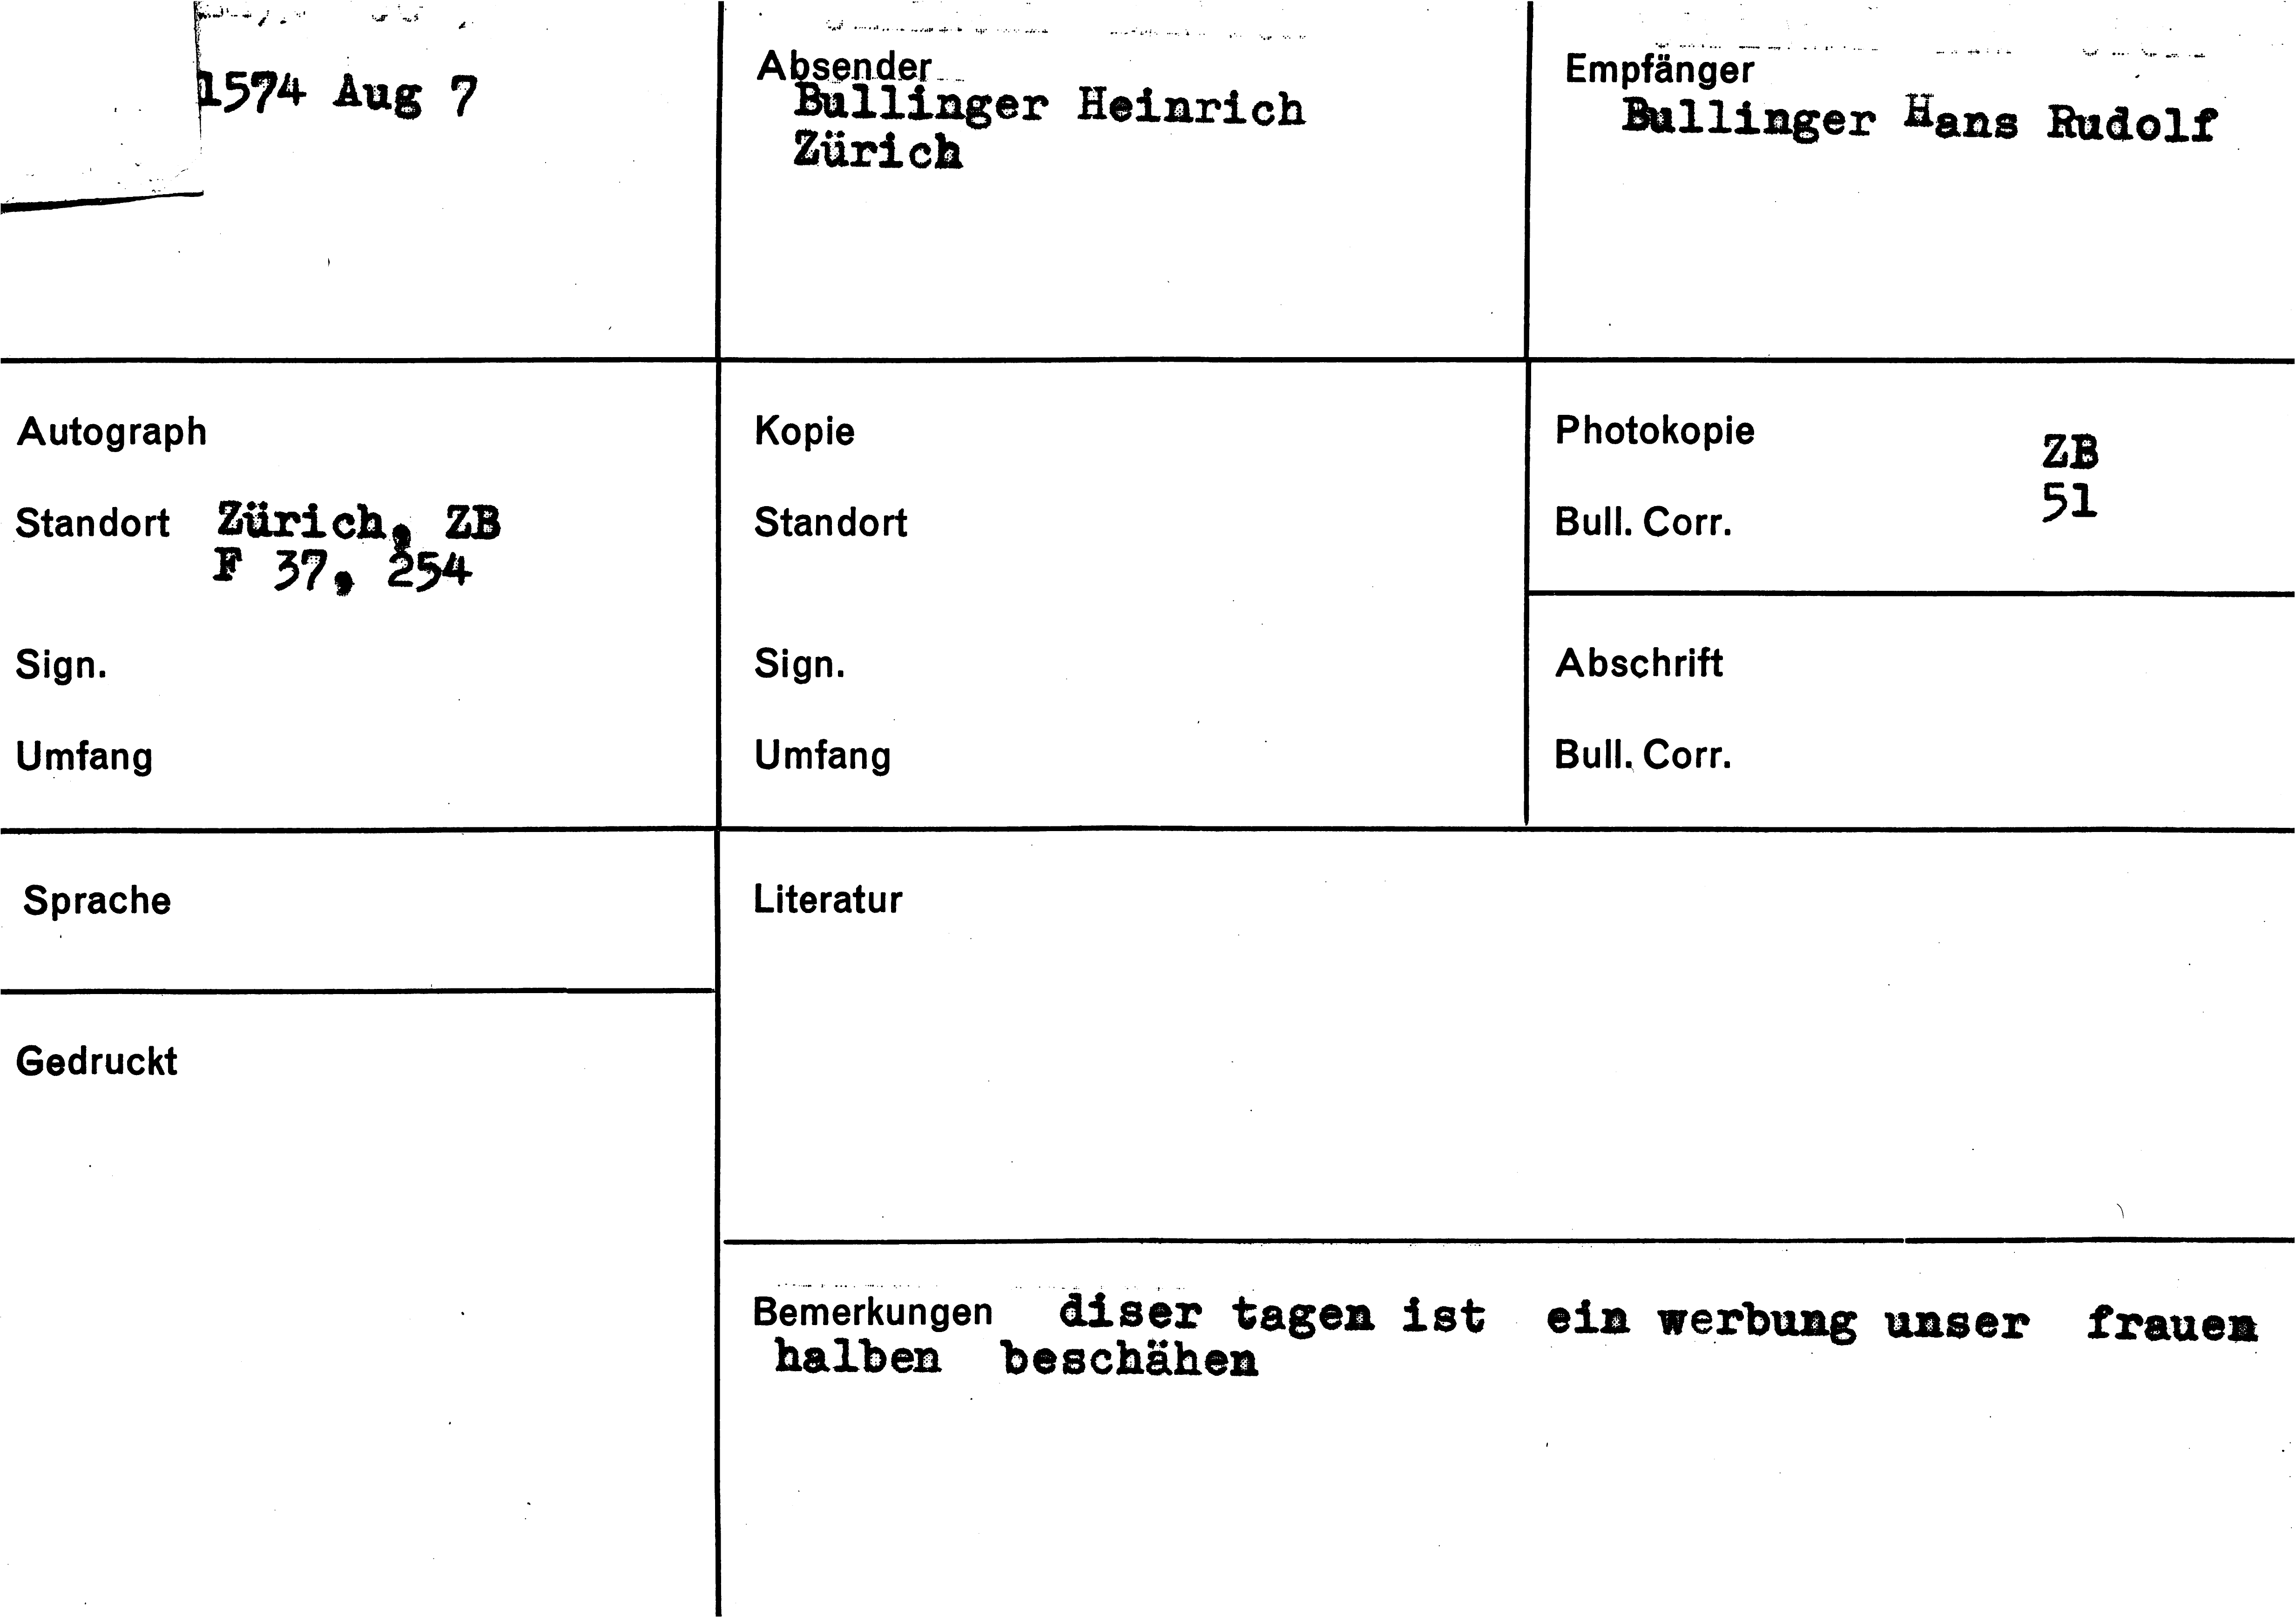 1574 Aug 7
Absender
Bullinger Heinrich
Zürich
Empfänger
Bullinger Hans Rudolf
Autograph
Standort Zürich, ZB
F 37, 254
Sign.
Umfang
Kopie
Standort
Sign.
Umfang
Photokopie ZB
Bull. Corr. 51
Abschrift
Bull. Corr.
Sprache
Gedruckt
Literatur
Bemerkungen diser tagen ist ein werbung unser frauen
halben beschähen